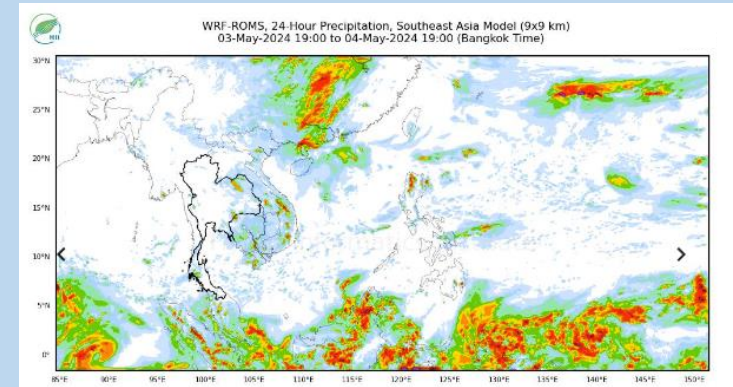 WRF-ROMS, 24-Hour Precipitation, Southeast Asia Model (9x9 km)
03-May-2024 19:00 to 04-May-2024 19:00 (Bangkok Time)
HII
30°N
25°N
20°N
15°N
10°N
5°N
0°
85°E 90°E 95°E 100°E 105°E 110°E 115°E 120°E 125°E 130°E 135°E 140°E 145°E 150°E